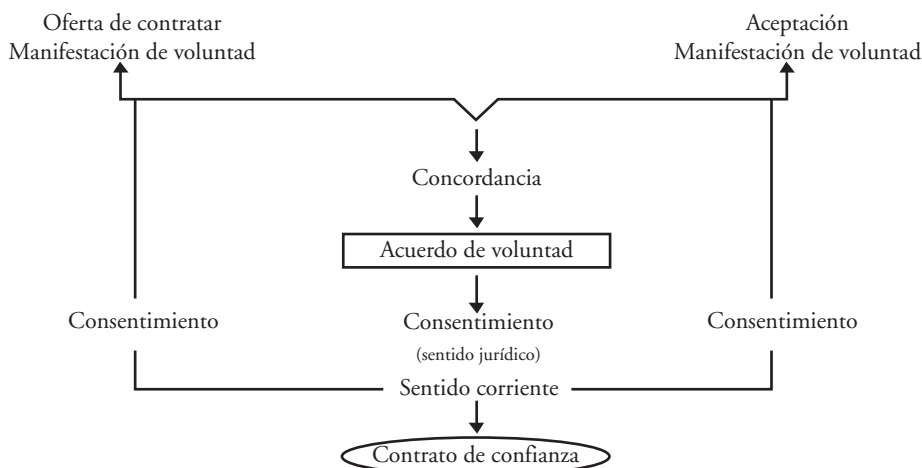 Oferta de contratar
Manifestación de voluntad
Aceptación
Manifestación de voluntad
Concordancia
Acuerdo de voluntad
Consentimiento
Consentimiento
(sentido jurídico)
Consentimiento
Sentido corriente
Contrato de confianza